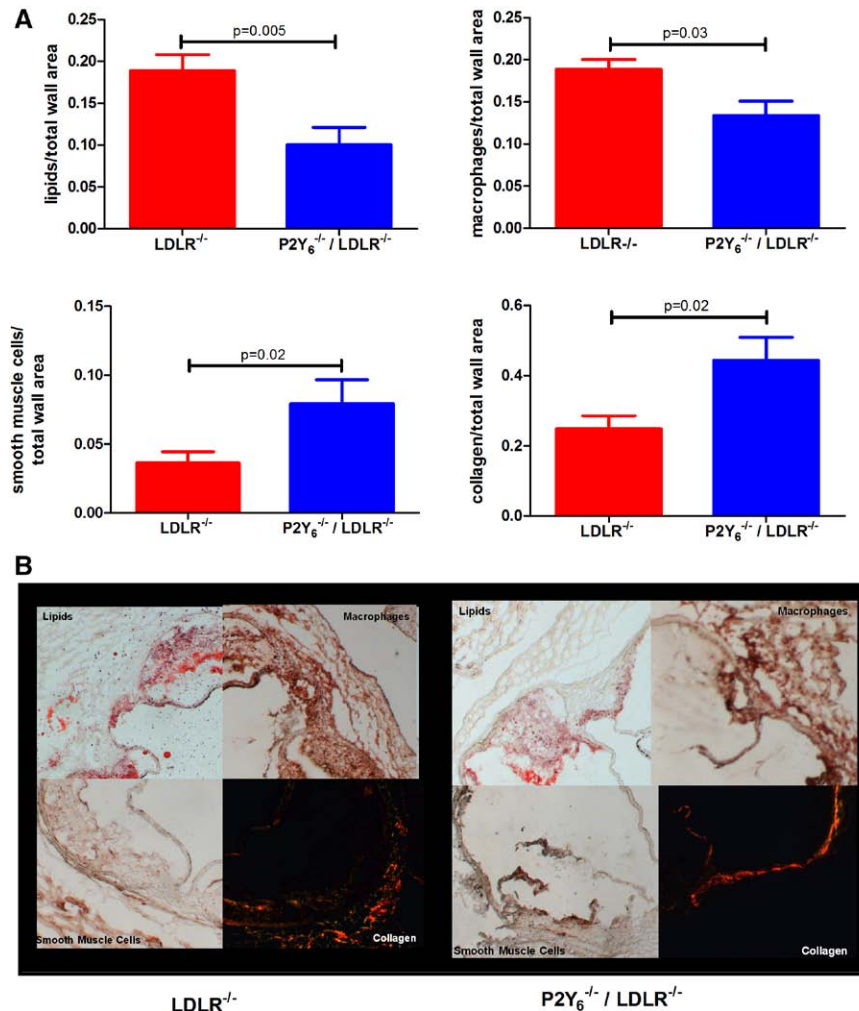 A
lipids/total wall area
0.25
0.20
0.15
0.10
0.05
0.00
p=0.005
LDLR-/-
P2Y6-/- / LDLR-/-
macrophages/total wall area
0.25
0.20
0.15
0.10
0.05
0.00
p=0.03
LDLR-/-
P2Y6-/- / LDLR-/-
smooth muscle cells/
total wall area
0.15
0.10
0.05
0.00
p=0.02
LDLR-/-
P2Y6-/- / LDLR-/-
collagen/total wall area
0.6
0.4
0.2
0.0
p=0.02
LDLR-/-
P2Y6-/- / LDLR-/-
B
Lipids
Macrophages
Smooth Muscle Cells
Collagen
Lipids
Macrophages
Smooth Muscle Cells
Collagen
LDLR-/-
P2Y6-/- / LDLR-/-